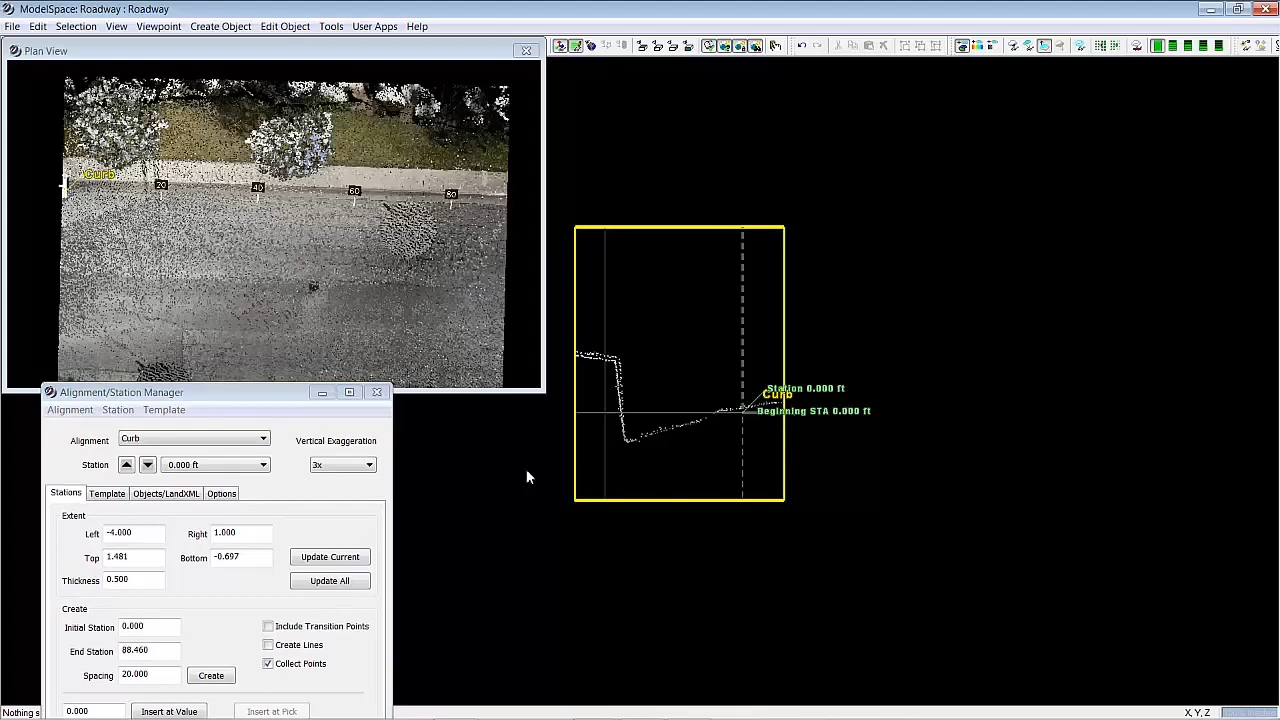 ModelSpace: Roadway : Roadway
File Edit Selection View Viewpoint Create Object Edit Object Tools User Apps Help
Plan View
Curb
20 40 60 80
Station 0.000 ft
Curb
Beginning STA 0.000 ft
Alignment/Station Manager
Alignment Station Template
Alignment Curb Vertical Exaggeration
Station 0.000 ft 3x
Stations Template Objects/LandXML Options
Extent
Left -4.000 Right 1.000
Top 1.481 Bottom -0.697 Update Current
Thickness 0.500 Update All
Create
Initial Station 0.000 Include Transition Points
End Station 88.460 Create Lines
Collect Points
Spacing 20.000 Create
0.000 Insert at Value Insert at Pick
Nothing s X, Y, Z